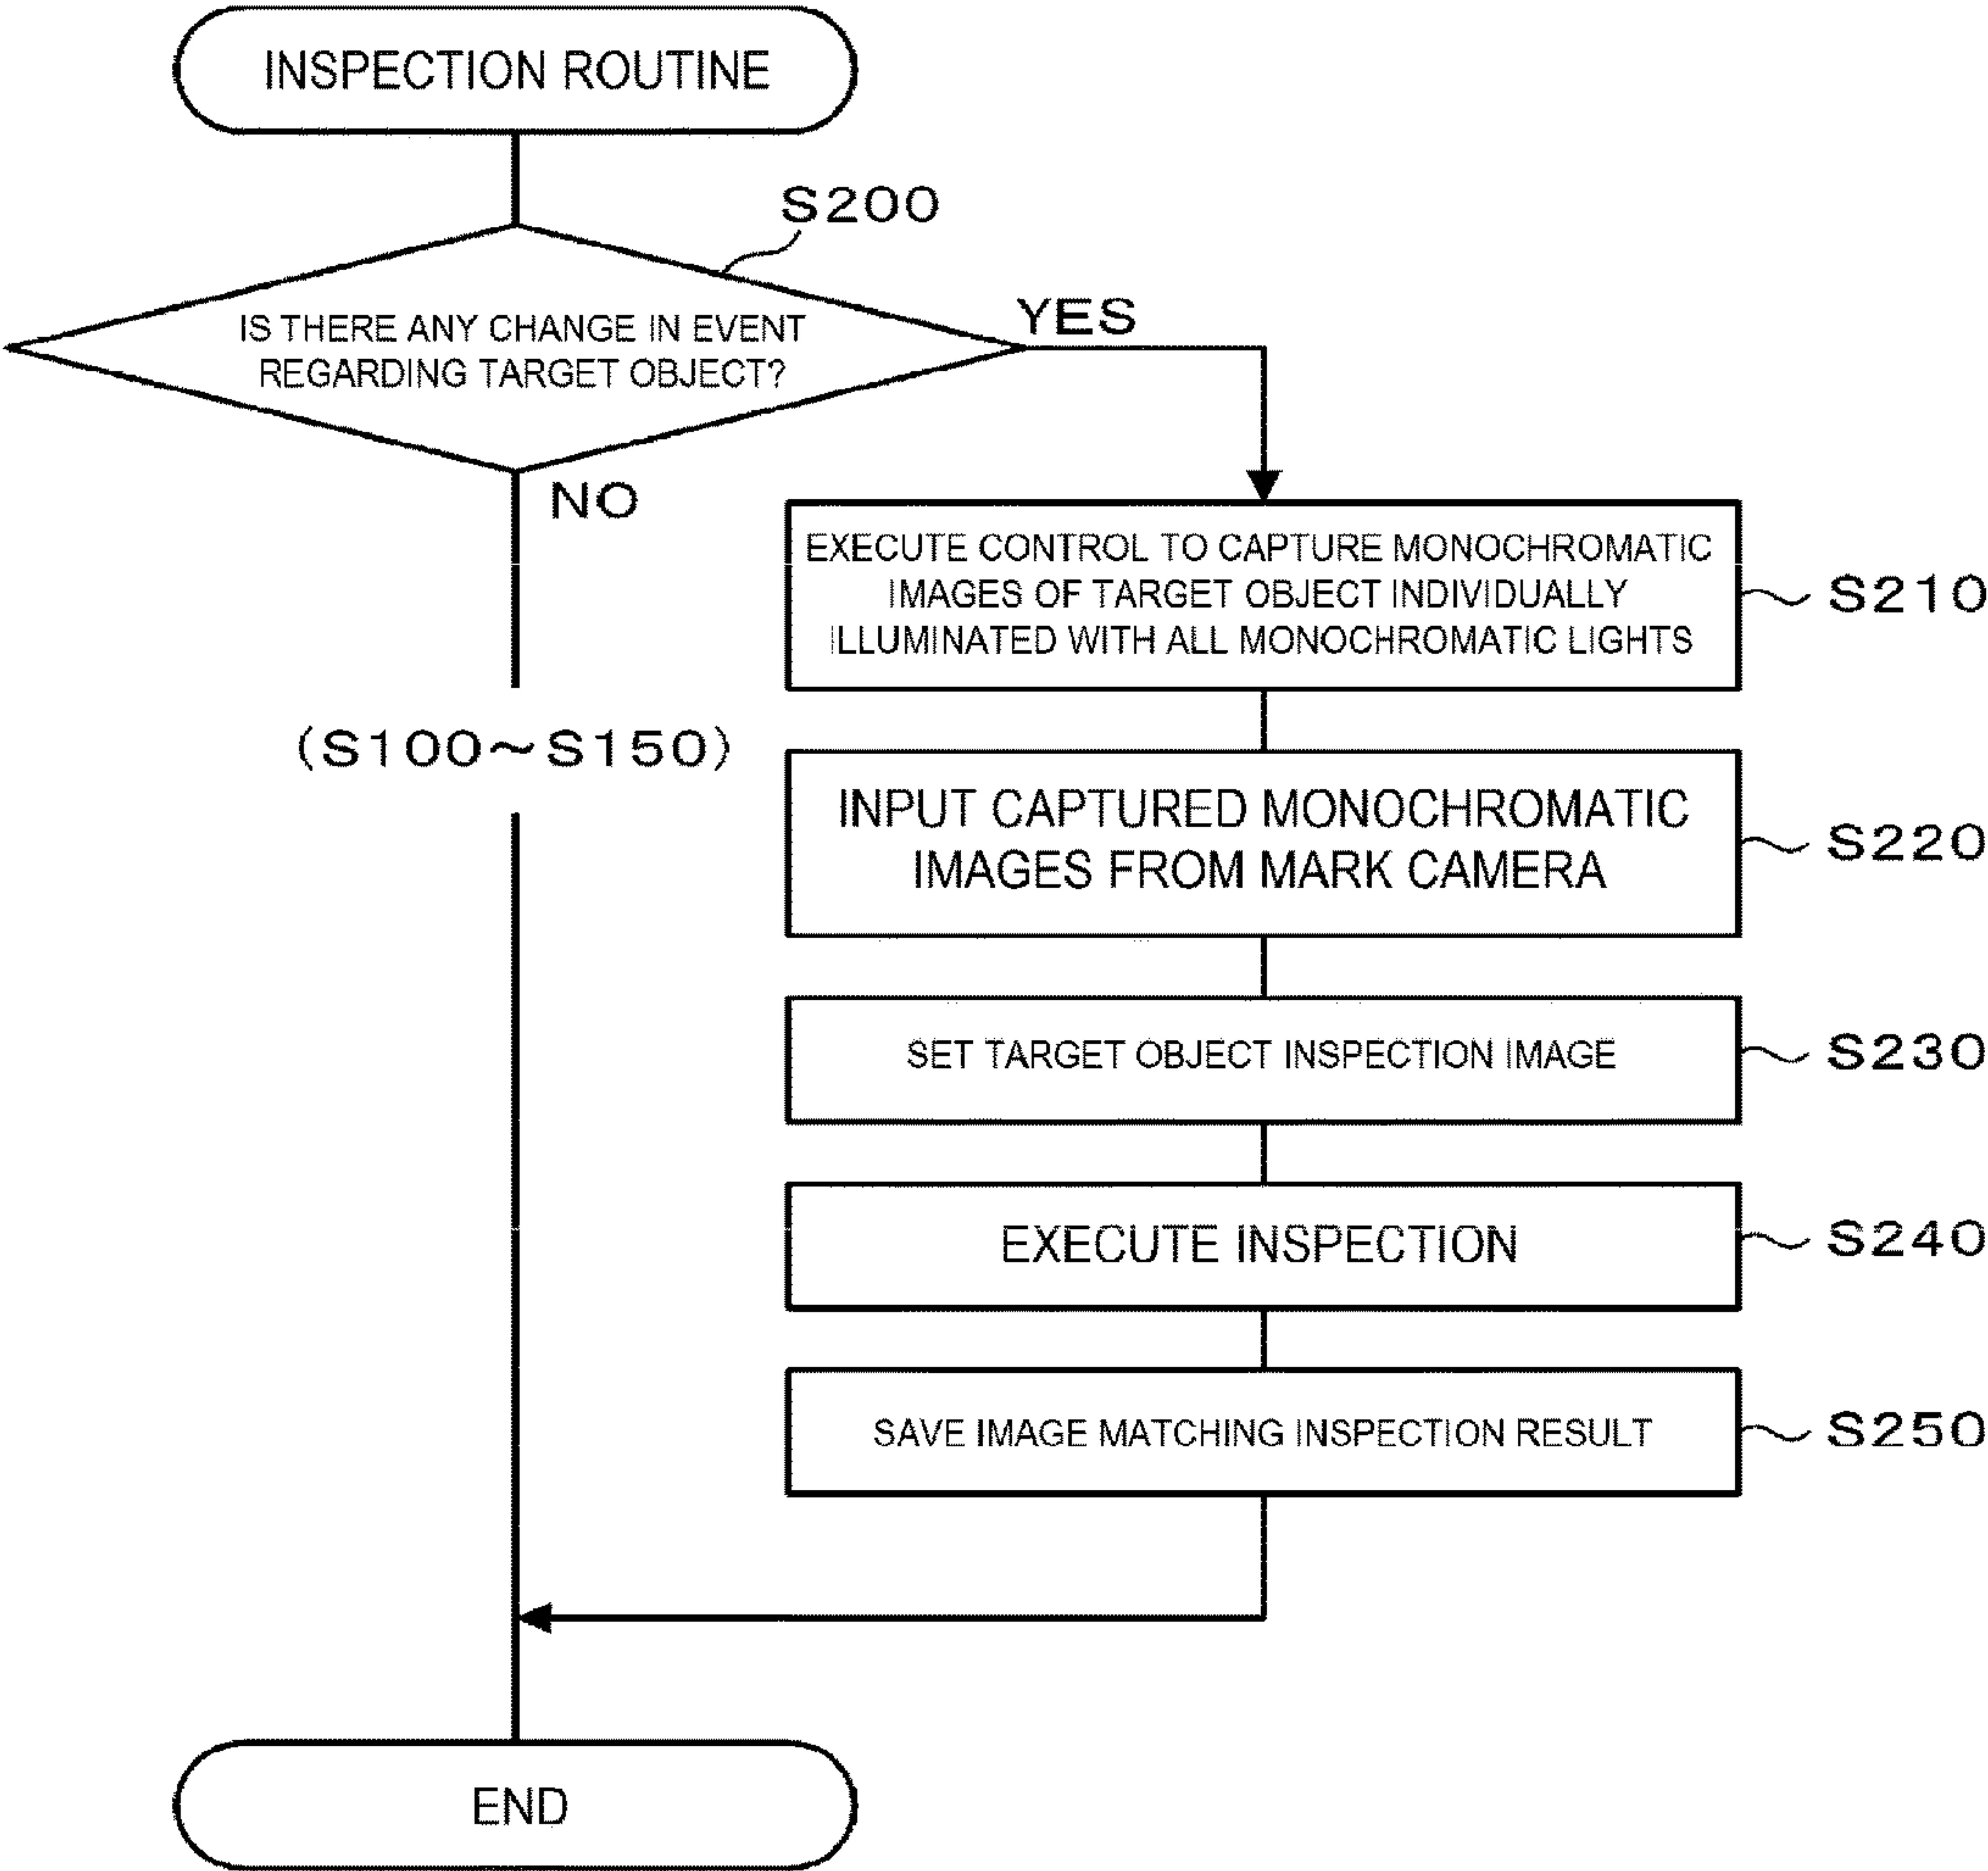 INSPECTION ROUTINE
S200
IS THERE ANY CHANGE IN EVENT
REGARDING TARGET OBJECT?
YES
NO
EXECUTE CONTROL TO CAPTURE MONOCHROMATIC
IMAGES OF TARGET OBJECT INDIVIDUALLY
ILLUMINATED WITH ALL MONOCHROMATIC LIGHTS
S210
(S100~S150)
INPUT CAPTURED MONOCHROMATIC
IMAGES FROM MARK CAMERA
S220
SET TARGET OBJECT INSPECTION IMAGE
S230
EXECUTE INSPECTION
S240
SAVE IMAGE MATCHING INSPECTION RESULT
S250
END